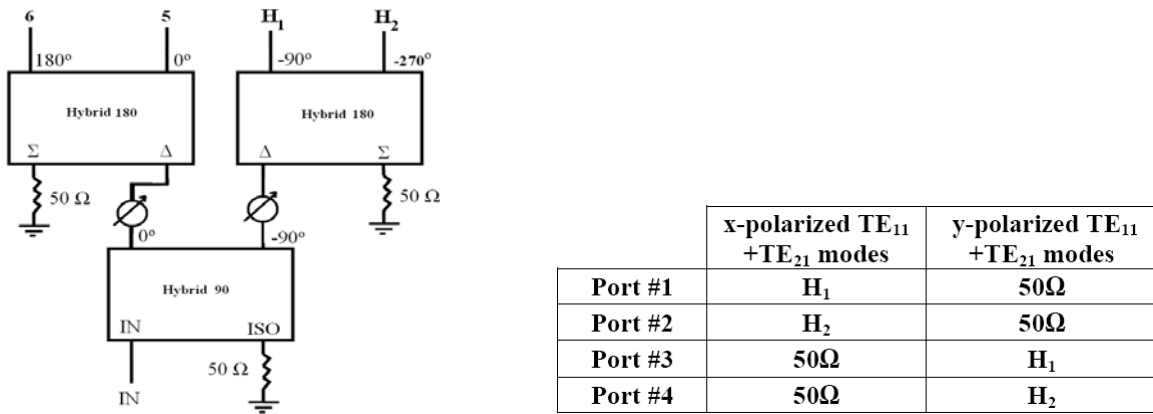 6 5 H₁ H₂
180° 0° -90° -270°
Hybrid 180 Hybrid 180
Σ Δ Δ Σ
50 Ω 50 Ω
0° -90°
Hybrid 90
IN ISO
50 Ω
IN
x-polarized TE₁₁ y-polarized TE₁₁
+TE₂₁ modes +TE₂₁ modes
Port #1 H₁ 50Ω
Port #2 H₂ 50Ω
Port #3 50Ω H₁
Port #4 50Ω H₂